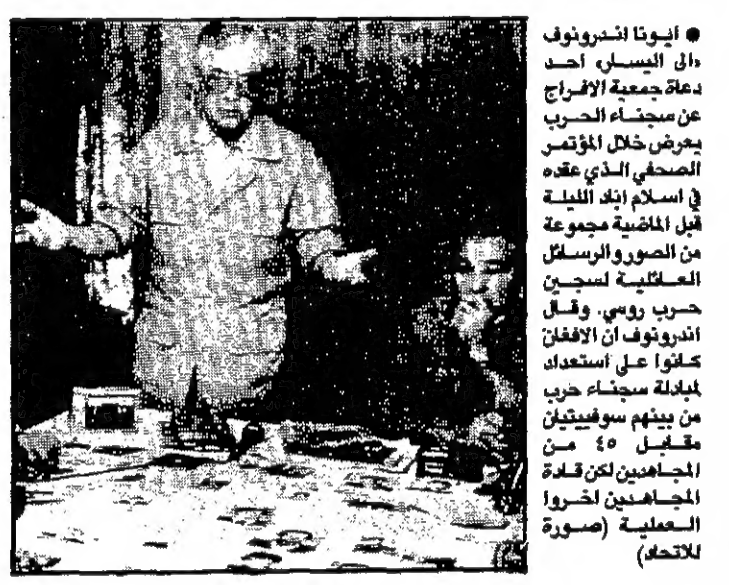 ● أيونا اندرونوف
«الى اليسار» احد
دعاة جمعية الافراج
عن سجناء الحرب
يعرض خلال المؤتمر
الصحفي الذي عقده
في اسلام اباد الليلة
قبل الماضية مجموعة
من الصور والرسائل
العائلية لسجين
حرب روسي. وقال
اندرونوف ان الافغان
كانوا على استعداد
لمبادلة سجناء حرب
من بينهم سوفييتيان
مقابل ٤٥ من
المجاهدين لكن قادة
المجاهدين اخروا
العملية (صورة
للاتحاد)